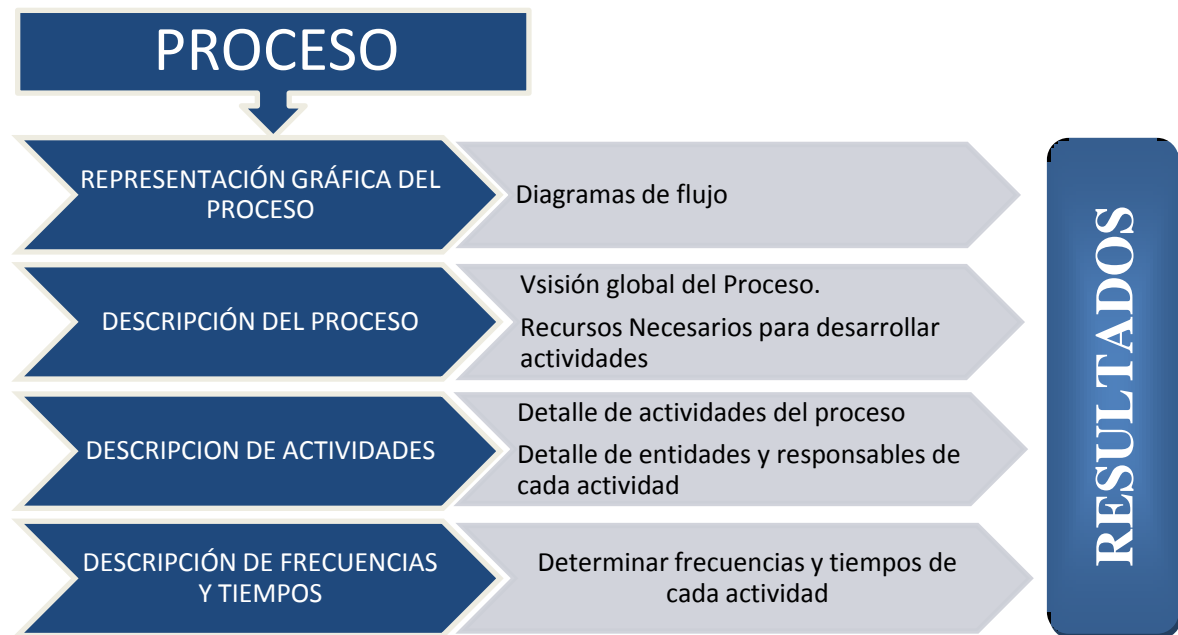 PROCESO
REPRESENTACIÓN GRÁFICA DEL
PROCESO
Diagramas de flujo
DESCRIPCIÓN DEL PROCESO
Vsisión global del Proceso.
Recursos Necesarios para desarrollar
actividades
DESCRIPCION DE ACTIVIDADES
Detalle de actividades del proceso
Detalle de entidades y responsables de
cada actividad
DESCRIPCIÓN DE FRECUENCIAS
Y TIEMPOS
Determinar frecuencias y tiempos de
cada actividad
RESULTADOS